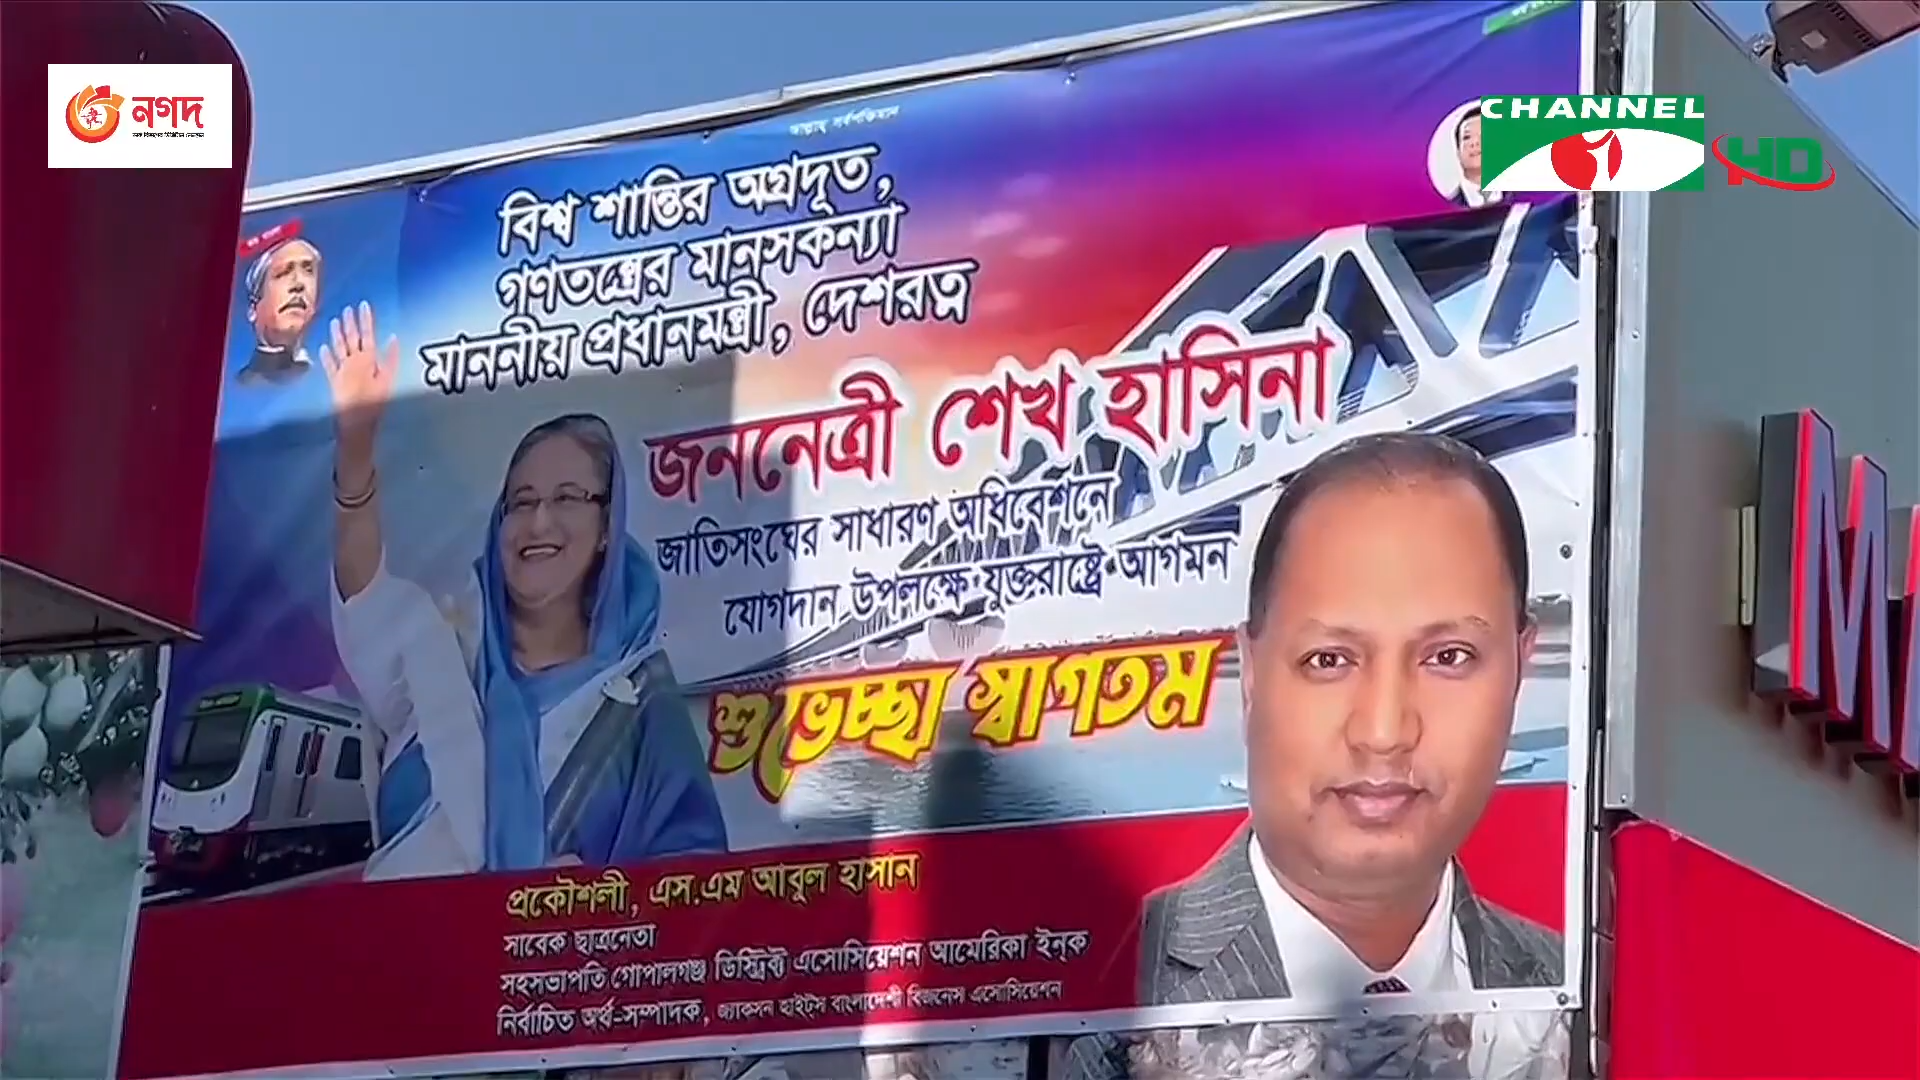 নগদ
CHANNEL
HD
বিশ্ব শান্তির অগ্রদূত,
গণতন্ত্রের মানসকন্যা
মাননীয় প্রধানমন্ত্রী, দেশরত্ন
জননেত্রী শেখ হাসিনা
জাতিসংঘের সাধারণ অধিবেশনে
যোগদান উপলক্ষে যুক্তরাষ্ট্রে আগমন
শুভেচ্ছা স্বাগতম
প্রকৌশলী, এস.এম আবুল হাসান
সাবেক ছাত্রনেতা
সহসভাপতি গোপালগঞ্জ ডিস্ট্রিক্ট এসোসিয়েশন আমেরিকা ইন্‌ক
নির্বাচিত অর্থ-সম্পাদক, জ্যাকসন হাইট্স বাংলাদেশী বিজনেস এসোসিয়েশন